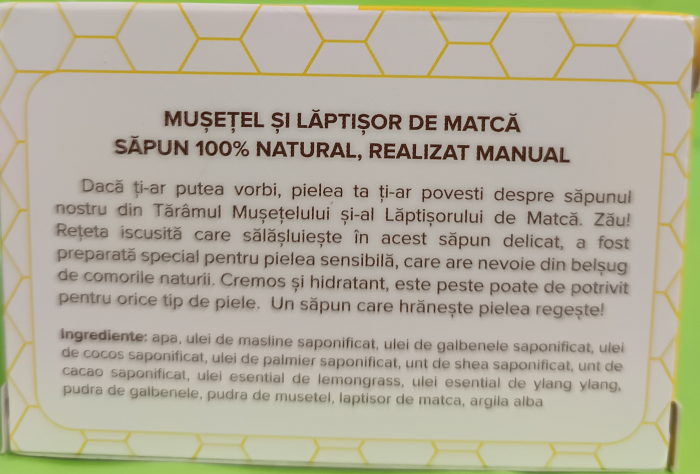 MUȘEȚEL ȘI LĂPTIȘOR DE MATCĂ
SĂPUN 100% NATURAL, REALIZAT MANUAL
Dacă ți-ar putea vorbi, pielea ta ți-ar povesti despre săpunul
nostru din Tărâmul Mușețelului și-al Lăptișorului de Matcă. Zău!
Rețeta iscusită care sălășluiește în acest săpun delicat, a fost
preparată special pentru pielea sensibilă, care are nevoie din belșug
de comorile naturii. Cremos și hidratant, este peste poate de potrivit
pentru orice tip de piele. Un săpun care hrănește pielea regește!
Ingrediente: apa, ulei de masline saponificat, ulei de galbenele saponificat, ulei
de cocos saponificat, ulei de palmier saponificat, unt de shea saponificat, unt de
cacao saponificat, ulei esential de lemongrass, ulei esential de ylang ylang,
pudra de galbenele, pudra de musetel, laptisor de matca, argila alba